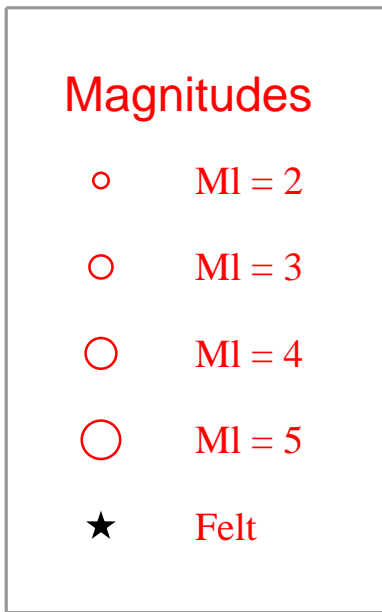 Magnitudes
Ml = 2
Ml = 3
Ml = 4
Ml = 5
Felt